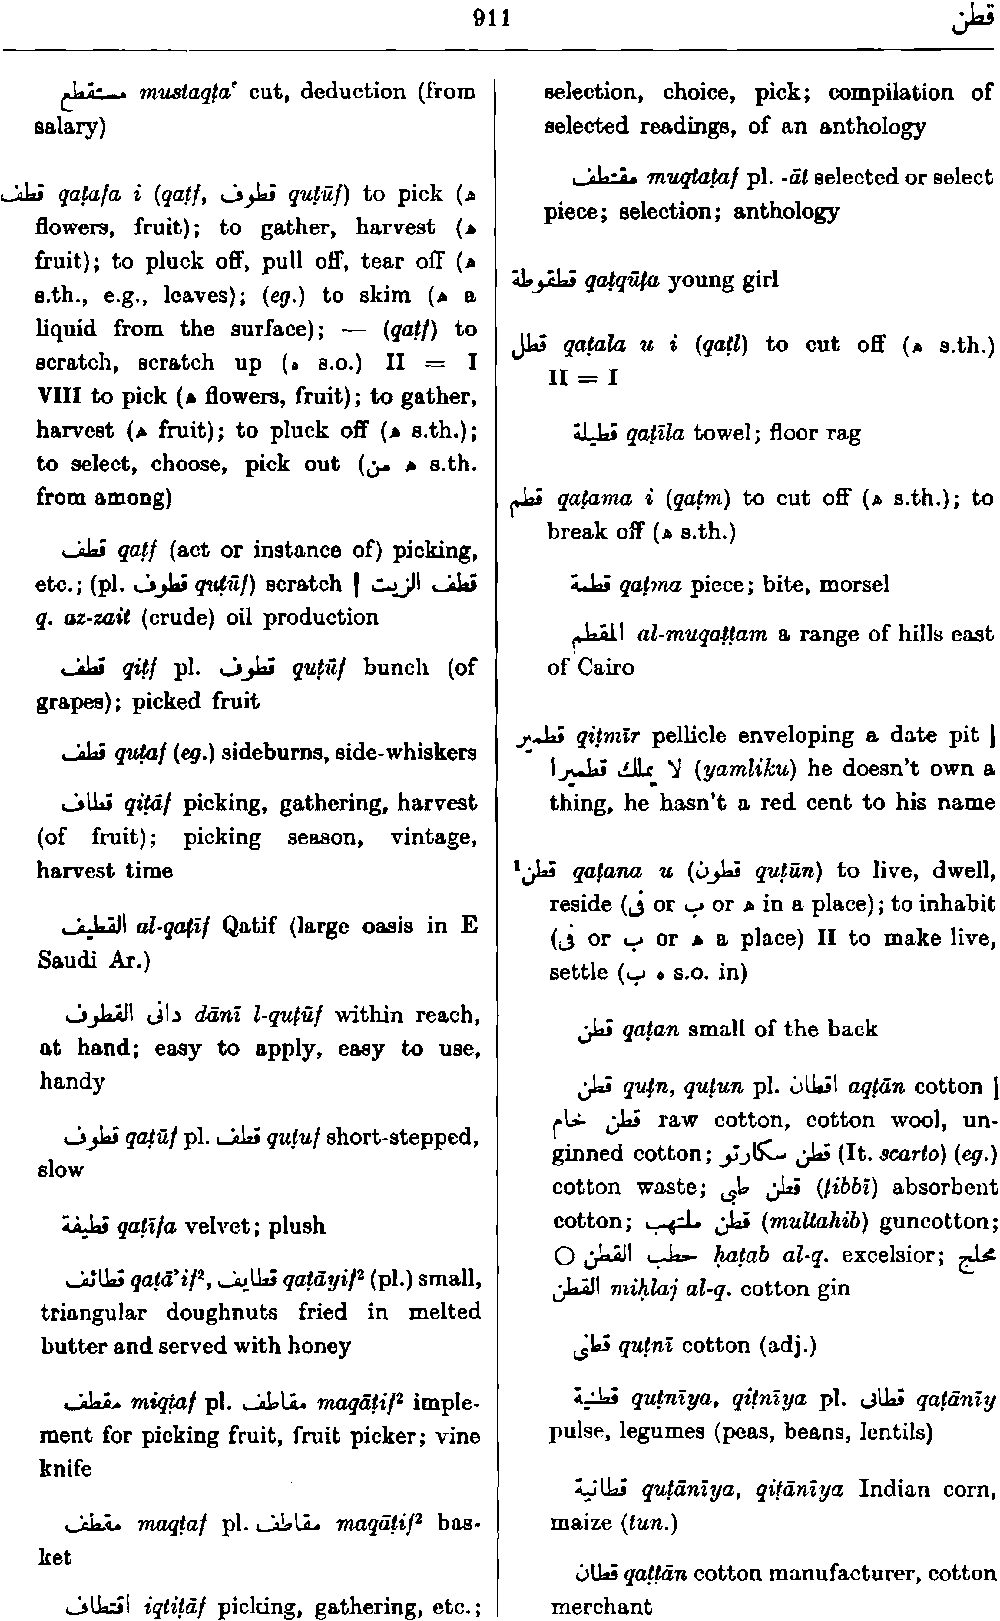 911 قطن
مستقطع mustaqṭaʿ cut, deduction (from
salary)
قطف qaṭafa i (qaṭf, قطوف quṭūf) to pick (ه
flowers, fruit); to gather, harvest (ه
fruit); to pluck off, pull off, tear off (ه
s.th., e.g., leaves); (eg.) to skim (ه a
liquid from the surface); — (qaṭf) to
scratch, scratch up (ه s.o.) II = I
VIII to pick (ه flowers, fruit); to gather,
harvest (ه fruit); to pluck off (ه s.th.);
to select, choose, pick out (من ه s.th.
from among)
قطف qaṭf (act or instance of) picking,
etc.; (pl. قطوف quṭūf) scratch | قطف الزيت
q. az-zait (crude) oil production
قطف qiṭf pl. قطوف quṭūf bunch (of
grapes); picked fruit
قطف quṭaf (eg.) sideburns, side-whiskers
قطاف qiṭāf picking, gathering, harvest
(of fruit); picking season, vintage,
harvest time
القطيف al-qaṭīf Qatif (large oasis in E
Saudi Ar.)
دانى القطوف dānī l-quṭūf within reach,
at hand; easy to apply, easy to use,
handy
قطوف qaṭūf pl. قطف quṭuf short-stepped,
slow
قطيفة qaṭīfa velvet; plush
قطائف qaṭāʾif², قطايف qaṭāyif² (pl.) small,
triangular doughnuts fried in melted
butter and served with honey
مقطف miqṭaf pl. مقاطف maqāṭif² imple-
ment for picking fruit, fruit picker; vine
knife
مقطف maqṭaf pl. مقاطف maqāṭif² bas-
ket
اقتطاف iqtiṭāf picking, gathering, etc.;
selection, choice, pick; compilation of
selected readings, of an anthology
مقتطف muqtaṭaf pl. -āt selected or select
piece; selection; anthology
قطقوطة qaṭqūṭa young girl
قطل qaṭala u i (qaṭl) to cut off (ه s.th.)
II = I
قطيلة qaṭīla towel; floor rag
قطم qaṭama i (qaṭm) to cut off (ه s.th.); to
break off (ه s.th.)
قطمة qaṭma piece; bite, morsel
المقطم al-muqaṭṭam a range of hills east
of Cairo
قطمير qiṭmīr pellicle enveloping a date pit |
لا يملك قطميرا (yamliku) he doesn't own a
thing, he hasn't a red cent to his name
¹قطن qaṭana u (قطون quṭūn) to live, dwell,
reside (فى or ب or ه in a place); to inhabit
(فى or ب or ه a place) II to make live,
settle (ب ه s.o. in)
قطن qaṭan small of the back
قطن quṭn, quṭun pl. اقطان aqṭān cotton |
قطن خام raw cotton, cotton wool, un-
ginned cotton; قطن سكارتو (It. scarto) (eg.)
cotton waste; قطن طبى (ṭibbī) absorbent
cotton; قطن ملتهب (multahib) guncotton;
○ حطب القطن ḥaṭab al-q. excelsior; محلج
القطن miḥlaj al-q. cotton gin
قطنى quṭnī cotton (adj.)
قطنية quṭnīya, qiṭnīya pl. قطانى qaṭānīy
pulse, legumes (peas, beans, lentils)
قطانية quṭānīya, qiṭānīya Indian corn,
maize (tun.)
قطان qaṭṭān cotton manufacturer, cotton
merchant